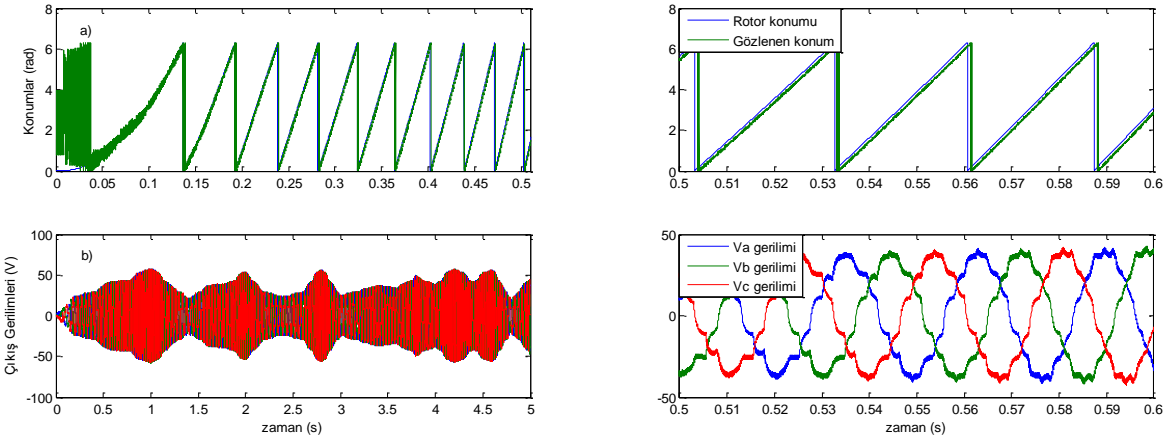 a)
Konumlar (rad)
8
6
4
2
0
0 0.05 0.1 0.15 0.2 0.25 0.3 0.35 0.4 0.45 0.5
Rotor konumu
Gözlenen konum
8
6
4
2
0
0.5 0.51 0.52 0.53 0.54 0.55 0.56 0.57 0.58 0.59 0.6
b)
Çıkış Gerilimleri (V)
100
50
0
-50
-100
0 0.5 1 1.5 2 2.5 3 3.5 4 4.5 5
zaman (s)
Va gerilimi
Vb gerilimi
Vc gerilimi
50
0
-50
0.5 0.51 0.52 0.53 0.54 0.55 0.56 0.57 0.58 0.59 0.6
zaman (s)